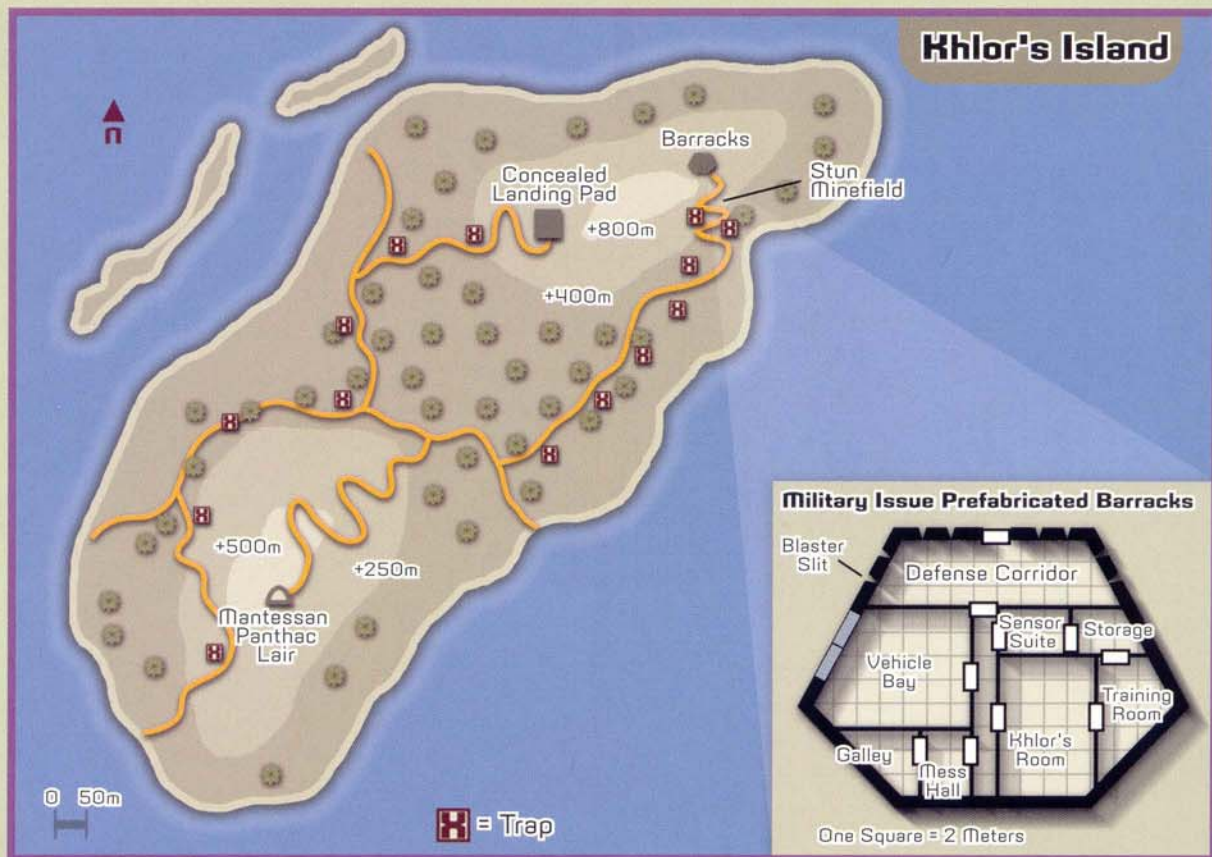 Khlor's Island
n
Barracks
Stun
Minefield
Concealed
Landing Pad
+800m
+400m
+500m
+250m
Mantessan
Panthac
Lair
0 50m
= Trap
Military Issue Prefabricated Barracks
Blaster
Slit
Defense Corridor
Sensor
Suite
Storage
Vehicle
Bay
Training
Room
Khlor's
Room
Galley
Mess
Hall
One Square = 2 Meters